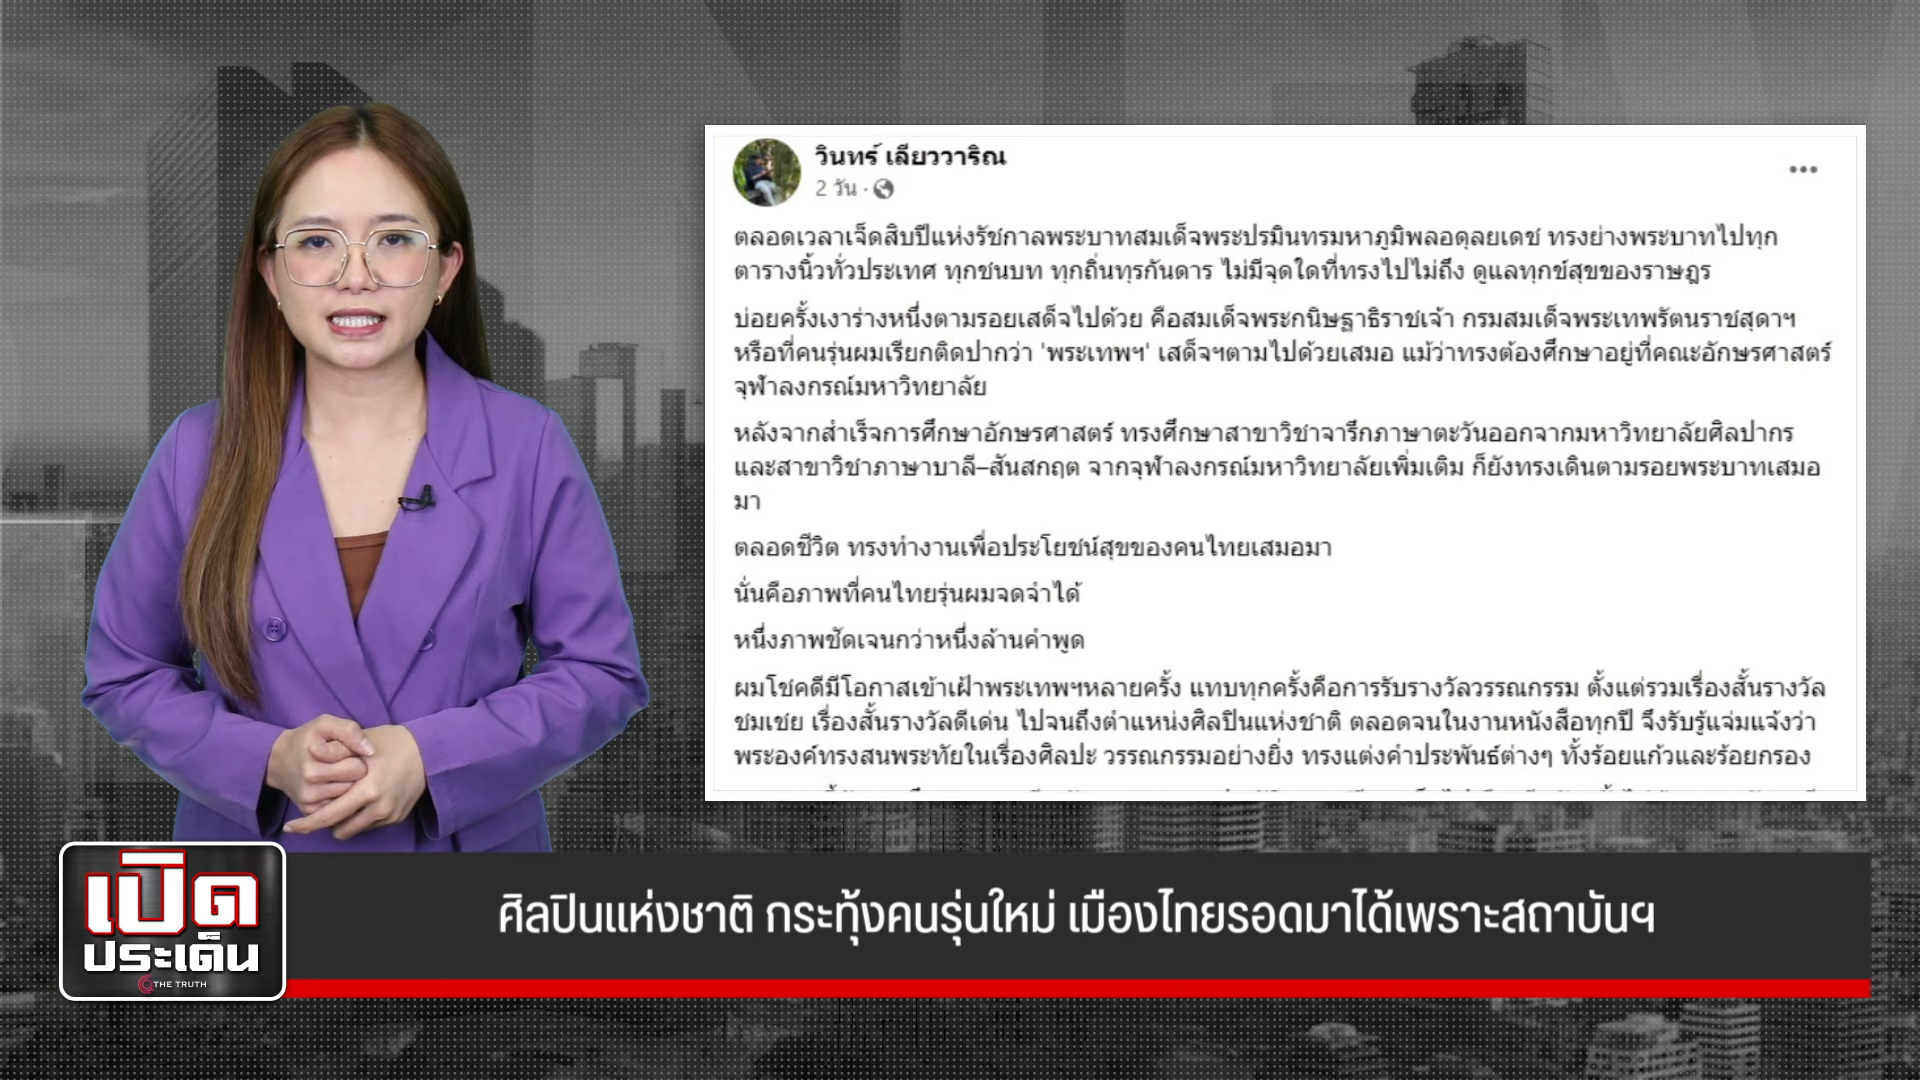 วินทร์ เลียววาริณ
2 วัน ·
ตลอดเวลาเจ็ดสิบปีแห่งรัชกาลพระบาทสมเด็จพระปรมินทรมหาภูมิพลอดุลยเดช ทรงย่างพระบาทไปทุก
ตารางนิ้วทั่วประเทศ ทุกชนบท ทุกถิ่นทุรกันดาร ไม่มีจุดใดที่ทรงไปไม่ถึง ดูแลทุกข์สุขของราษฎร
บ่อยครั้งเงาร่างหนึ่งตามรอยเสด็จไปด้วย คือสมเด็จพระกนิษฐาธิราชเจ้า กรมสมเด็จพระเทพรัตนราชสุดาฯ
หรือที่คนรุ่นผมเรียกติดปากว่า 'พระเทพฯ' เสด็จฯตามไปด้วยเสมอ แม้ว่าทรงต้องศึกษาอยู่ที่คณะอักษรศาสตร์
จุฬาลงกรณ์มหาวิทยาลัย
หลังจากสำเร็จการศึกษาอักษรศาสตร์ ทรงศึกษาสาขาวิชาจารึกภาษาตะวันออกจากมหาวิทยาลัยศิลปากร
และสาขาวิชาภาษาบาลี–สันสกฤต จากจุฬาลงกรณ์มหาวิทยาลัยเพิ่มเติม ก็ยังทรงเดินตามรอยพระบาทเสมอ
มา
ตลอดชีวิต ทรงทำงานเพื่อประโยชน์สุขของคนไทยเสมอมา
นั่นคือภาพที่คนไทยรุ่นผมจดจำได้
หนึ่งภาพชัดเจนกว่าหนึ่งล้านคำพูด
ผมโชคดีมีโอกาสเข้าเฝ้าพระเทพฯหลายครั้ง แทบทุกครั้งคือการรับรางวัลวรรณกรรม ตั้งแต่รวมเรื่องสั้นรางวัล
ชมเชย เรื่องสั้นรางวัลดีเด่น ไปจนถึงตำแหน่งศิลปินแห่งชาติ ตลอดจนในงานหนังสือทุกปี จึงรับรู้แจ่มแจ้งว่า
พระองค์ทรงสนพระทัยในเรื่องศิลปะ วรรณกรรมอย่างยิ่ง ทรงแต่งคำประพันธ์ต่างๆ ทั้งร้อยแก้วและร้อยกรอง
เปิด
ประเด็น
THE TRUTH
ศิลปินแห่งชาติ กระทุ้งคนรุ่นใหม่ เมืองไทยรอดมาได้เพราะสถาบันฯ